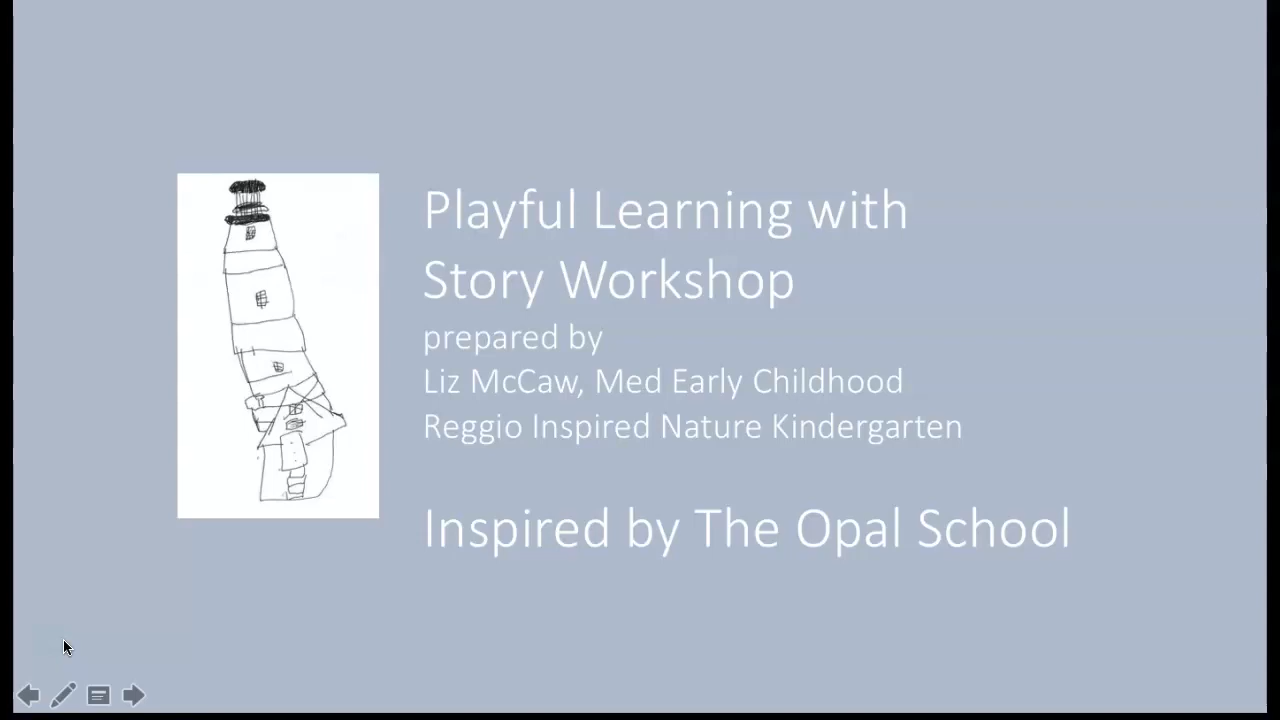 Playful Learning with
Story Workshop
prepared by
Liz McCaw, Med Early Childhood
Reggio Inspired Nature Kindergarten
Inspired by The Opal School